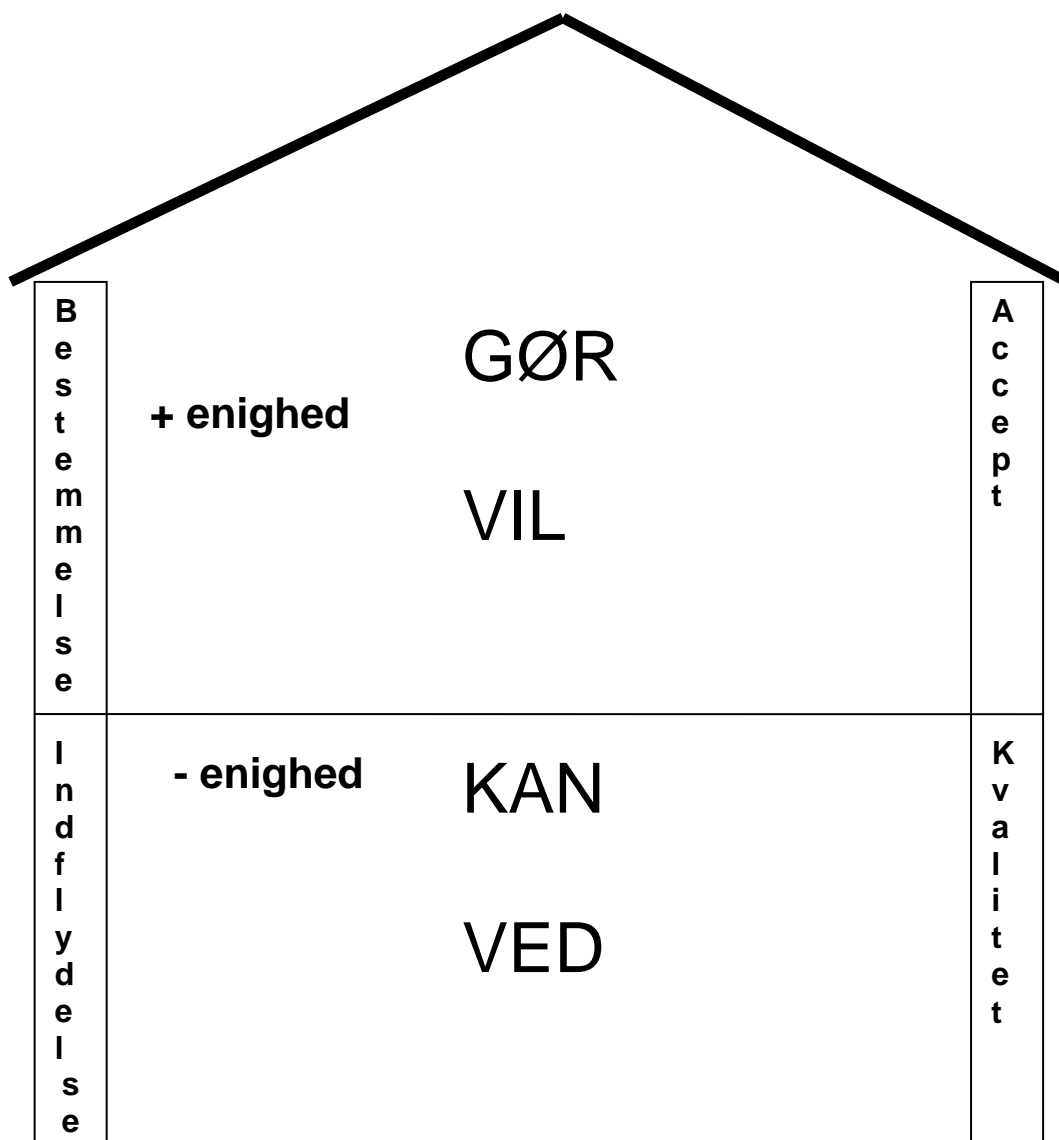 Bestemmelse
GØR
+ enighed
VIL
Accept
Indflydelse
- enighed
KAN
VED
Kvalitet